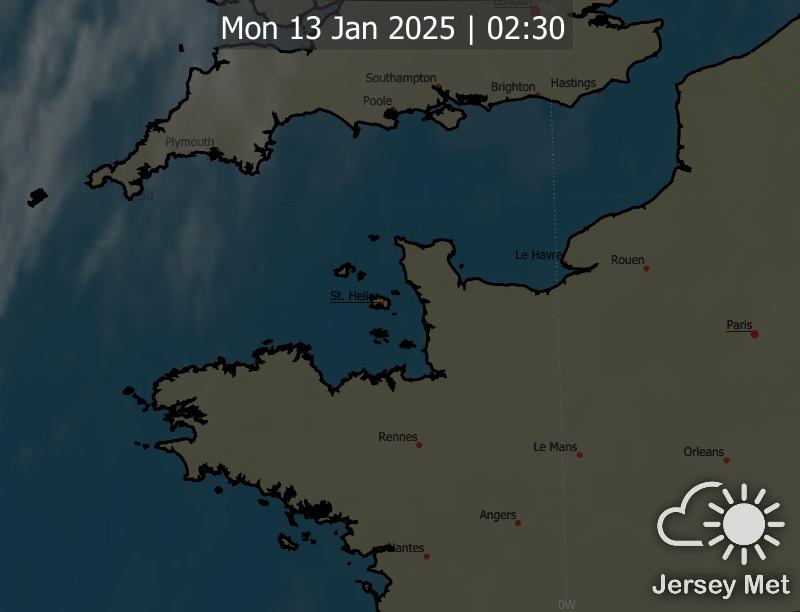 London
Mon 13 Jan 2025 | 02:30
Southampton
Brighton
Hastings
Poole
Plymouth
50
Le Havre
Rouen
St. Helier
Paris
Rennes
Le Mans
Orleans
Angers
Nantes
Jersey Met
0W